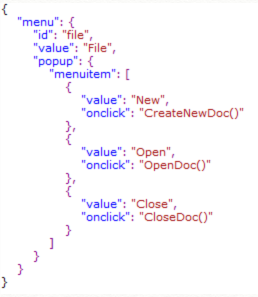 {
"menu": {
"id": "file",
"value": "File",
"popup": {
"menuitem": [
{
"value": "New",
"onclick": "CreateNewDoc()"
},
{
"value": "Open",
"onclick": "OpenDoc()"
},
{
"value": "Close",
"onclick": "CloseDoc()"
}
]
}
}
}